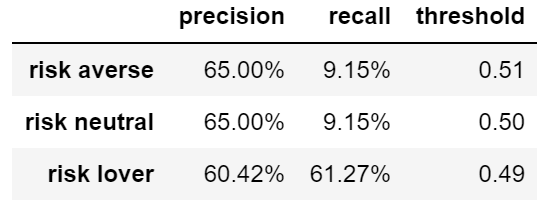 precision recall threshold
risk averse 65.00% 9.15% 0.51
risk neutral 65.00% 9.15% 0.50
risk lover 60.42% 61.27% 0.49